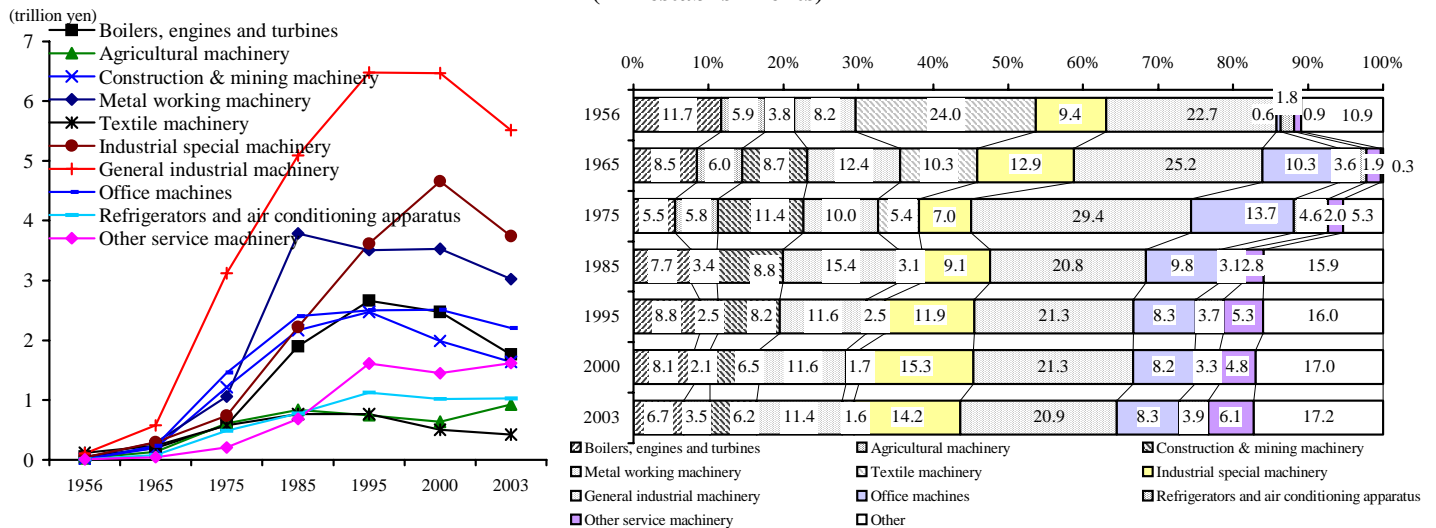 (trillion yen)
7
6
5
4
3
2
1
0
Boilers, engines and turbines
Agricultural machinery
Construction & mining machinery
Metal working machinery
Textile machinery
Industrial special machinery
General industrial machinery
Office machines
Refrigerators and air conditioning apparatus
Other service machinery
1956 1965 1975 1985 1995 2000 2003
0% 10% 20% 30% 40% 50% 60% 70% 80% 90% 100%
1956 11.7 5.9 3.8 8.2 24.0 9.4 22.7 0.6 1.8 0.9 10.9
1965 8.5 6.0 8.7 12.4 10.3 12.9 25.2 10.3 3.6 1.9 0.3
1975 5.5 5.8 11.4 10.0 5.4 7.0 29.4 13.7 4.6 2.0 5.3
1985 7.7 3.4 8.8 15.4 3.1 9.1 20.8 9.8 3.1 2.8 15.9
1995 8.8 2.5 8.2 11.6 2.5 11.9 21.3 8.3 3.7 5.3 16.0
2000 8.1 2.1 6.5 11.6 1.7 15.3 21.3 8.2 3.3 4.8 17.0
2003 6.7 3.5 6.2 11.4 1.6 14.2 20.9 8.3 3.9 6.1 17.2
Boilers, engines and turbines Agricultural machinery Construction & mining machinery
Metal working machinery Textile machinery Industrial special machinery
General industrial machinery Office machines Refrigerators and air conditioning apparatus
Other service machinery Other